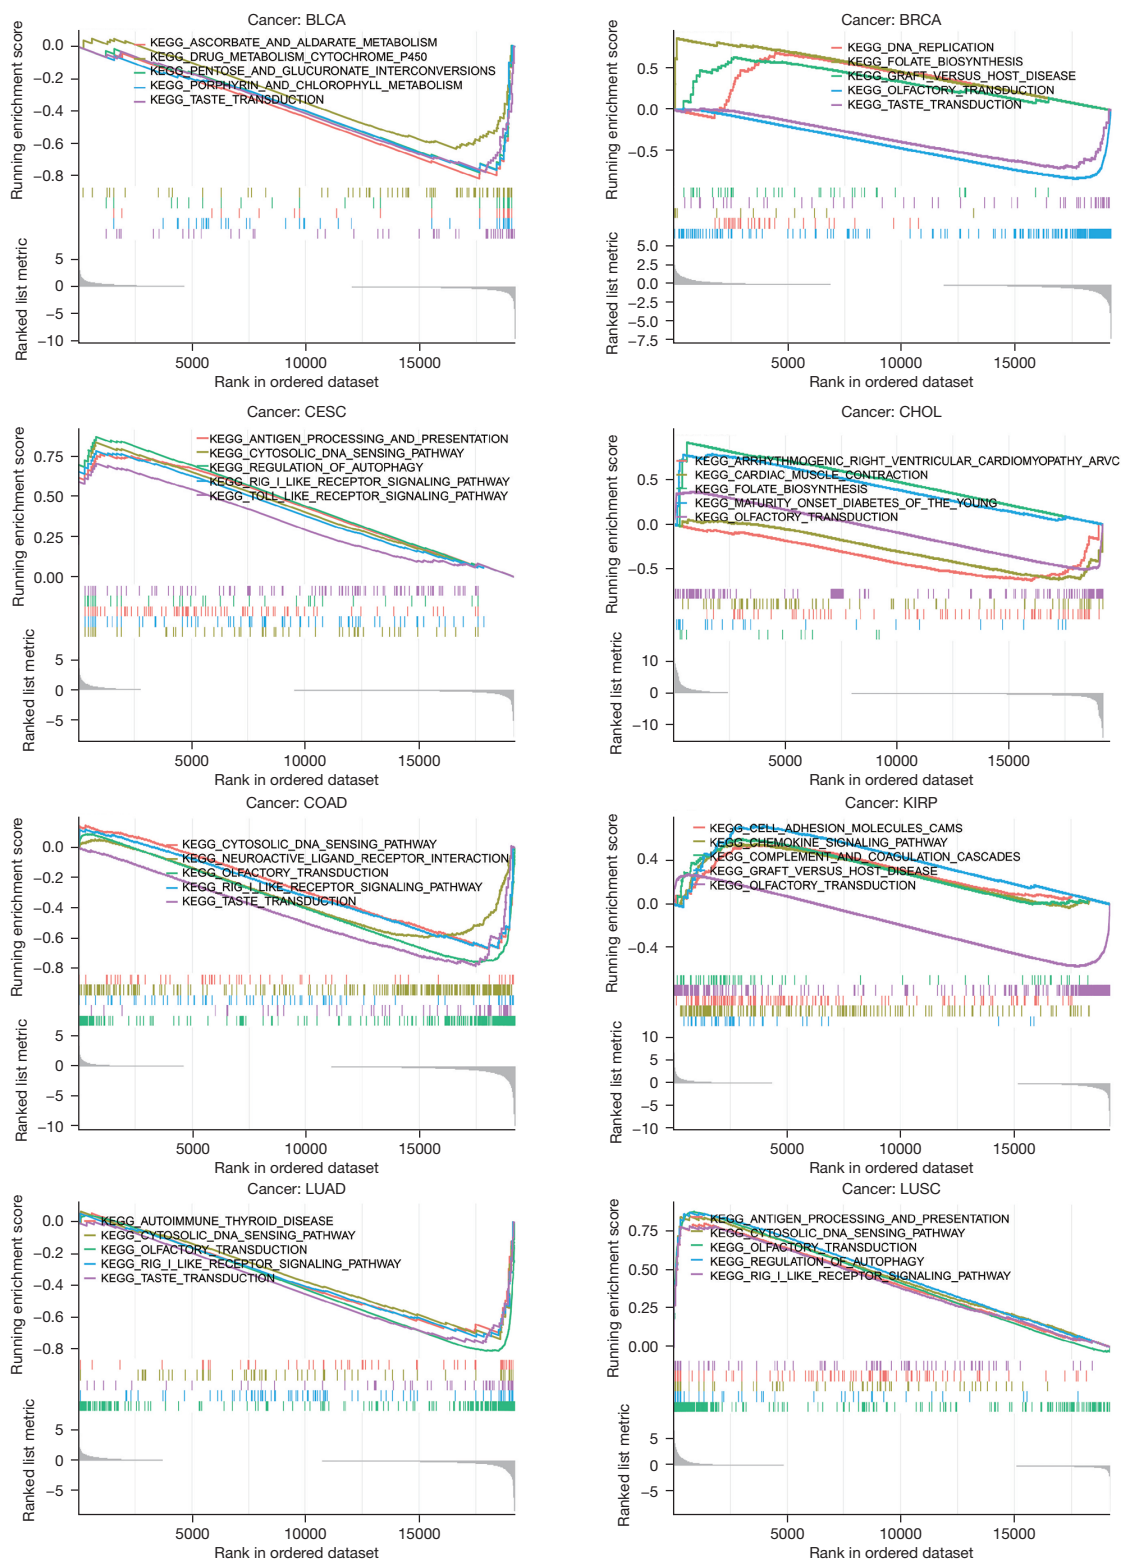 Cancer: BLCA
Running enrichment score
0.0
−0.2
−0.4
−0.6
−0.8
KEGG_ASCORBATE_AND_ALDARATE_METABOLISM
KEGG_DRUG_METABOLISM_CYTOCHROME_P450
KEGG_PENTOSE_AND_GLUCURONATE_INTERCONVERSIONS
KEGG_PORPHYRIN_AND_CHLOROPHYLL_METABOLISM
KEGG_TASTE_TRANSDUCTION
Ranked list metric
5
0
−5
−10
5000 10000 15000
Rank in ordered dataset
Cancer: BRCA
Running enrichment score
0.5
0.0
−0.5
KEGG_DNA_REPLICATION
KEGG_FOLATE_BIOSYNTHESIS
KEGG_GRAFT_VERSUS_HOST_DISEASE
KEGG_OLFACTORY_TRANSDUCTION
KEGG_TASTE_TRANSDUCTION
Ranked list metric
5.0
2.5
0.0
−2.5
−5.0
−7.5
5000 10000 15000
Rank in ordered dataset
Cancer: CESC
Running enrichment score
0.75
0.50
0.25
0.00
KEGG_ANTIGEN_PROCESSING_AND_PRESENTATION
KEGG_CYTOSOLIC_DNA_SENSING_PATHWAY
KEGG_REGULATION_OF_AUTOPHAGY
KEGG_RIG_I_LIKE_RECEPTOR_SIGNALING_PATHWAY
KEGG_TOLL_LIKE_RECEPTOR_SIGNALING_PATHWAY
Ranked list metric
5
0
−5
5000 10000 15000
Rank in ordered dataset
Cancer: CHOL
Running enrichment score
0.5
0.0
−0.5
KEGG_ARRHYTHMOGENIC_RIGHT_VENTRICULAR_CARDIOMYOPATHY_ARVC
KEGG_CARDIAC_MUSCLE_CONTRACTION
KEGG_FOLATE_BIOSYNTHESIS
KEGG_MATURITY_ONSET_DIABETES_OF_THE_YOUNG
KEGG_OLFACTORY_TRANSDUCTION
Ranked list metric
10
0
−10
5000 10000 15000
Rank in ordered dataset
Cancer: COAD
Running enrichment score
0.0
−0.2
−0.4
−0.6
−0.8
KEGG_CYTOSOLIC_DNA_SENSING_PATHWAY
KEGG_NEUROACTIVE_LIGAND_RECEPTOR_INTERACTION
KEGG_OLFACTORY_TRANSDUCTION
KEGG_RIG_I_LIKE_RECEPTOR_SIGNALING_PATHWAY
KEGG_TASTE_TRANSDUCTION
Ranked list metric
5
0
−5
−10
5000 10000 15000
Rank in ordered dataset
Cancer: KIRP
Running enrichment score
0.4
0.0
−0.4
KEGG_CELL_ADHESION_MOLECULES_CAMS
KEGG_CHEMOKINE_SIGNALING_PATHWAY
KEGG_COMPLEMENT_AND_COAGULATION_CASCADES
KEGG_GRAFT_VERSUS_HOST_DISEASE
KEGG_OLFACTORY_TRANSDUCTION
Ranked list metric
10
5
0
−5
−10
5000 10000 15000
Rank in ordered dataset
Cancer: LUAD
Running enrichment score
0.0
−0.2
−0.4
−0.6
−0.8
KEGG_AUTOIMMUNE_THYROID_DISEASE
KEGG_CYTOSOLIC_DNA_SENSING_PATHWAY
KEGG_OLFACTORY_TRANSDUCTION
KEGG_RIG_I_LIKE_RECEPTOR_SIGNALING_PATHWAY
KEGG_TASTE_TRANSDUCTION
Ranked list metric
5
0
−5
5000 10000 15000
Rank in ordered dataset
Cancer: LUSC
Running enrichment score
0.75
0.50
0.25
0.00
KEGG_ANTIGEN_PROCESSING_AND_PRESENTATION
KEGG_CYTOSOLIC_DNA_SENSING_PATHWAY
KEGG_OLFACTORY_TRANSDUCTION
KEGG_REGULATION_OF_AUTOPHAGY
KEGG_RIG_I_LIKE_RECEPTOR_SIGNALING_PATHWAY
Ranked list metric
5
0
−5
5000 10000 15000
Rank in ordered dataset